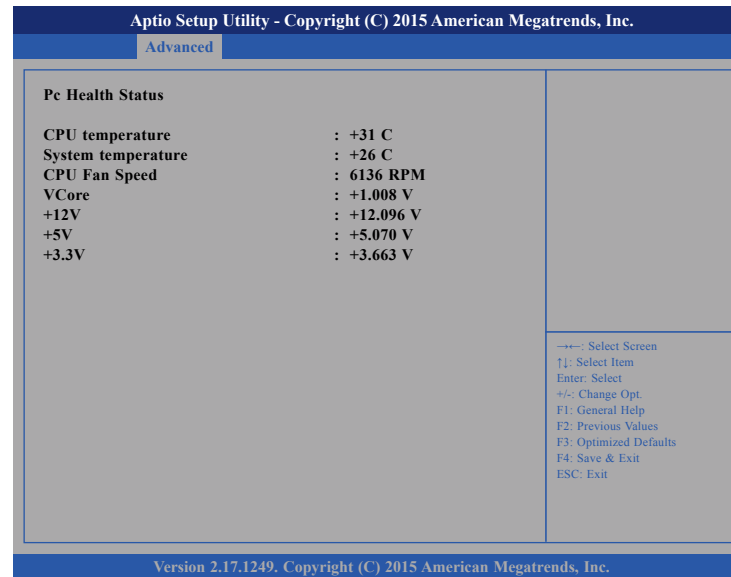 Aptio Setup Utility - Copyright (C) 2015 American Megatrends, Inc.
Advanced
Pc Health Status
CPU temperature : +31 C
System temperature : +26 C
CPU Fan Speed : 6136 RPM
VCore : +1.008 V
+12V : +12.096 V
+5V : +5.070 V
+3.3V : +3.663 V
→←: Select Screen
↑↓: Select Item
Enter: Select
+/-: Change Opt.
F1: General Help
F2: Previous Values
F3: Optimized Defaults
F4: Save & Exit
ESC: Exit
Version 2.17.1249. Copyright (C) 2015 American Megatrends, Inc.